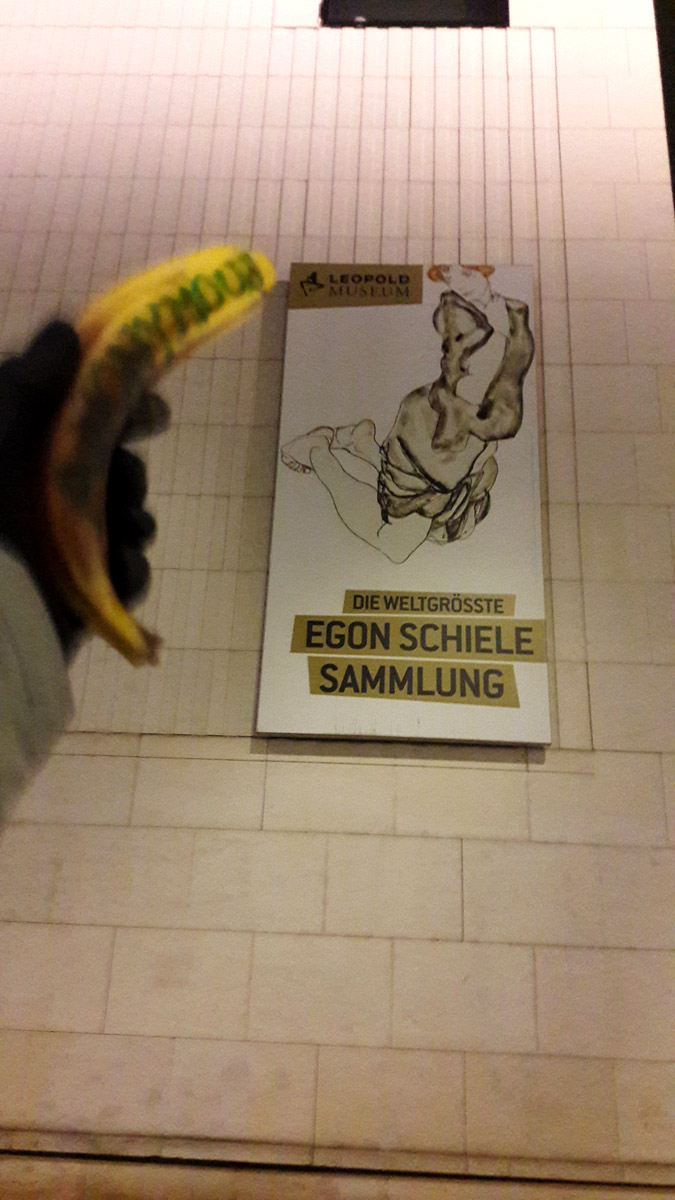 LEOPOLD
MUSEUM
DIE WELTGRÖSSTE
EGON SCHIELE
SAMMLUNG